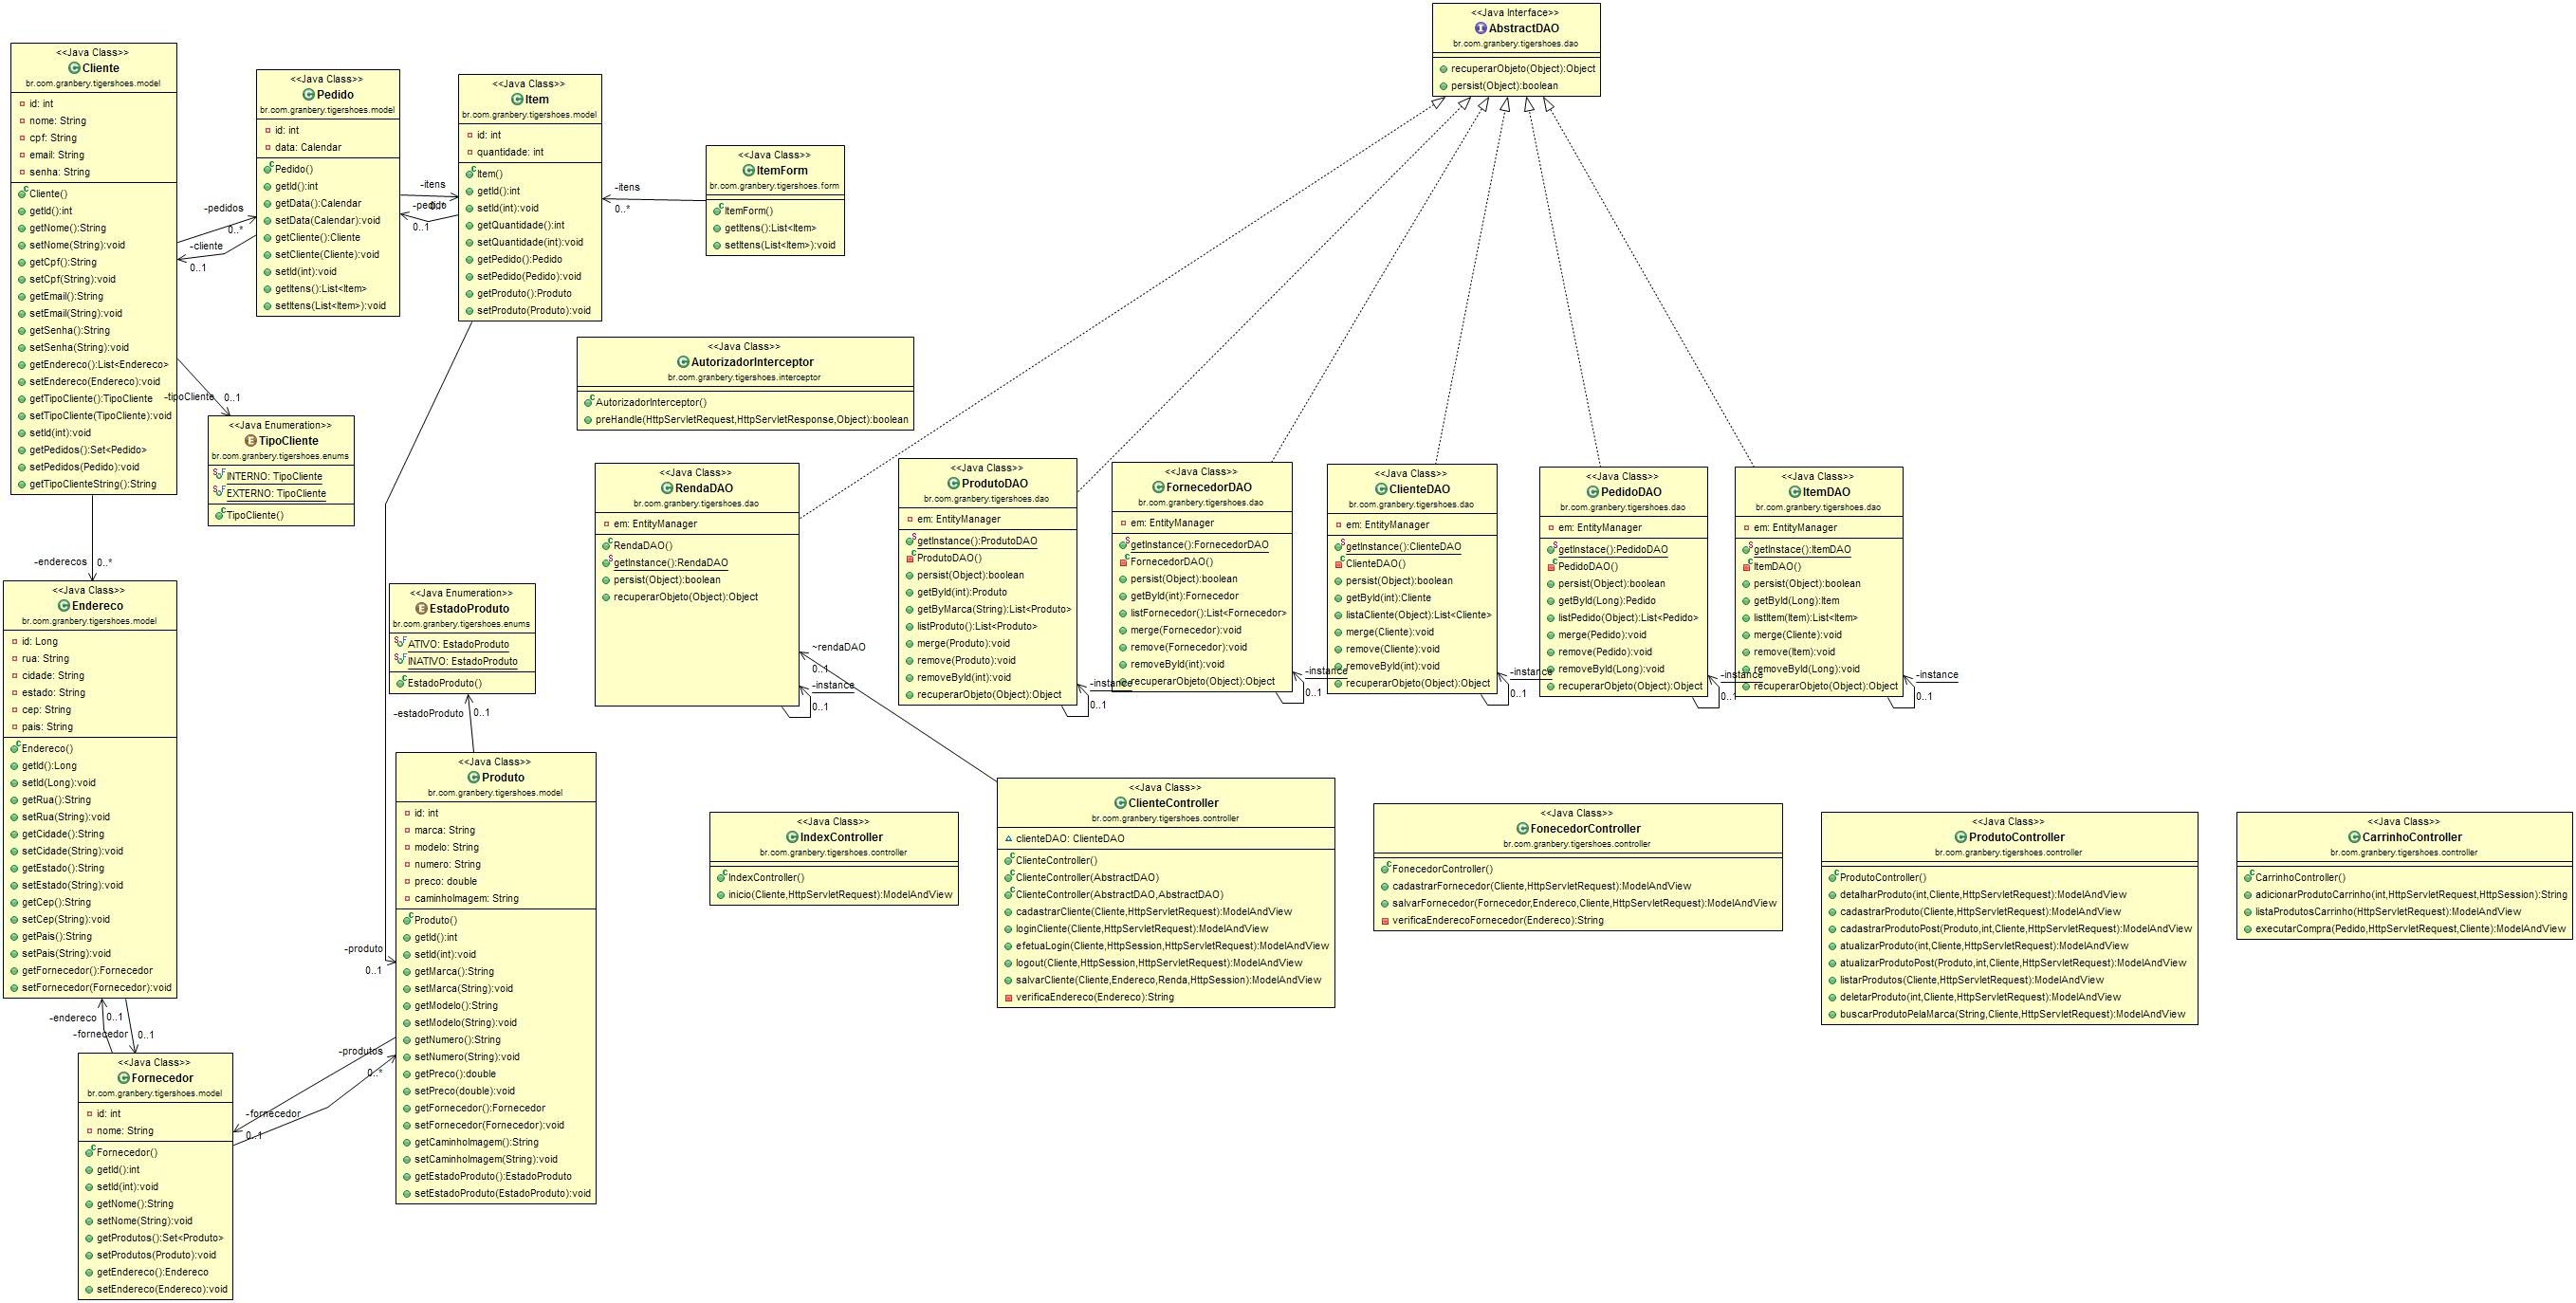 <<Java Class>>
Cliente
br.com.granbery.tigershoes.model
id: int
nome: String
cpf: String
email: String
senha: String
Cliente()
getId():int
getNome():String
setNome(String):void
getCpf():String
setCpf(String):void
getEmail():String
setEmail(String):void
getSenha():String
setSenha(String):void
getEndereco():List<Endereco>
setEndereco(Endereco):void
getTipoCliente():TipoCliente
setTipoCliente(TipoCliente):void
setId(int):void
getPedidos():Set<Pedido>
setPedidos(Pedido):void
getTipoClienteString():String
-pedidos
0..*
-cliente
0..1
-tipoCliente
0..1
-enderecos
0..*
<<Java Class>>
Pedido
br.com.granbery.tigershoes.model
id: int
data: Calendar
Pedido()
getId():int
getData():Calendar
setData(Calendar):void
getCliente():Cliente
setCliente(Cliente):void
setId(int):void
getItens():List<Item>
setItens(List<Item>):void
-itens
0..*
-pedido
0..1
<<Java Class>>
Item
br.com.granbery.tigershoes.model
id: int
quantidade: int
Item()
getId():int
setId(int):void
getQuantidade():int
setQuantidade(int):void
getPedido():Pedido
setPedido(Pedido):void
getProduto():Produto
setProduto(Produto):void
-itens
0..*
<<Java Class>>
ItemForm
br.com.granbery.tigershoes.form
ItemForm()
getItens():List<Item>
setItens(List<Item>):void
<<Java Interface>>
AbstractDAO
br.com.granbery.tigershoes.dao
recuperarObjeto(Object):Object
persist(Object):boolean
<<Java Class>>
AutorizadorInterceptor
br.com.granbery.tigershoes.interceptor
AutorizadorInterceptor()
preHandle(HttpServletRequest,HttpServletResponse,Object):boolean
<<Java Enumeration>>
TipoCliente
br.com.granbery.tigershoes.enums
INTERNO: TipoCliente
EXTERNO: TipoCliente
TipoCliente()
<<Java Class>>
RendaDAO
br.com.granbery.tigershoes.dao
em: EntityManager
RendaDAO()
getInstance():RendaDAO
persist(Object):boolean
recuperarObjeto(Object):Object
~rendaDAO
0..1
-instance
0..1
<<Java Class>>
ProdutoDAO
br.com.granbery.tigershoes.dao
em: EntityManager
getInstance():ProdutoDAO
ProdutoDAO()
persist(Object):boolean
getById(int):Produto
getByMarca(String):List<Produto>
listProduto():List<Produto>
merge(Produto):void
remove(Produto):void
removeById(int):void
recuperarObjeto(Object):Object
-instance
0..1
<<Java Class>>
FornecedorDAO
br.com.granbery.tigershoes.dao
em: EntityManager
getInstance():FornecedorDAO
FornecedorDAO()
persist(Object):boolean
getById(int):Fornecedor
listFornecedor():List<Fornecedor>
merge(Fornecedor):void
remove(Fornecedor):void
removeById(int):void
recuperarObjeto(Object):Object
-instance
0..1
<<Java Class>>
ClienteDAO
br.com.granbery.tigershoes.dao
em: EntityManager
getInstance():ClienteDAO
ClienteDAO()
persist(Object):boolean
getById(int):Cliente
listaCliente(Object):List<Cliente>
merge(Cliente):void
remove(Cliente):void
removeById(int):void
recuperarObjeto(Object):Object
-instance
0..1
<<Java Class>>
PedidoDAO
br.com.granbery.tigershoes.dao
em: EntityManager
getInstace():PedidoDAO
PedidoDAO()
persist(Object):boolean
getById(Long):Pedido
listPedido(Object):List<Pedido>
merge(Pedido):void
remove(Pedido):void
removeById(Long):void
recuperarObjeto(Object):Object
-instance
0..1
<<Java Class>>
ItemDAO
br.com.granbery.tigershoes.dao
em: EntityManager
getInstace():ItemDAO
ItemDAO()
persist(Object):boolean
getById(Long):Item
listItem(Item):List<Item>
merge(Cliente):void
remove(Item):void
removeById(Long):void
recuperarObjeto(Object):Object
-instance
0..1
<<Java Class>>
Endereco
br.com.granbery.tigershoes.model
id: Long
rua: String
cidade: String
estado: String
cep: String
pais: String
Endereco()
getId():Long
setId(Long):void
getRua():String
setRua(String):void
getCidade():String
setCidade(String):void
getEstado():String
setEstado(String):void
getCep():String
setCep(String):void
getPais():String
setPais(String):void
getFornecedor():Fornecedor
setFornecedor(Fornecedor):void
-endereco
0..1
-fornecedor
0..1
<<Java Enumeration>>
EstadoProduto
br.com.granbery.tigershoes.enums
ATIVO: EstadoProduto
INATIVO: EstadoProduto
EstadoProduto()
-estadoProduto
0..1
<<Java Class>>
Produto
br.com.granbery.tigershoes.model
id: int
marca: String
modelo: String
numero: String
preco: double
caminhoImagem: String
Produto()
getId():int
setId(int):void
getMarca():String
setMarca(String):void
getModelo():String
setModelo(String):void
getNumero():String
setNumero(String):void
getPreco():double
setPreco(double):void
getFornecedor():Fornecedor
setFornecedor(Fornecedor):void
getCaminhoImagem():String
setCaminhoImagem(String):void
getEstadoProduto():EstadoProduto
setEstadoProduto(EstadoProduto):void
-produto
0..1
-produtos
0..*
-fornecedor
0..1
<<Java Class>>
Fornecedor
br.com.granbery.tigershoes.model
id: int
nome: String
Fornecedor()
getId():int
setId(int):void
getNome():String
setNome(String):void
getProdutos():Set<Produto>
setProdutos(Produto):void
getEndereco():Endereco
setEndereco(Endereco):void
<<Java Class>>
IndexController
br.com.granbery.tigershoes.controller
IndexController()
inicio(Cliente,HttpServletRequest):ModelAndView
<<Java Class>>
ClienteController
br.com.granbery.tigershoes.controller
clienteDAO: ClienteDAO
ClienteController()
ClienteController(AbstractDAO)
ClienteController(AbstractDAO,AbstractDAO)
cadastrarCliente(Cliente,HttpServletRequest):ModelAndView
loginCliente(Cliente,HttpServletRequest):ModelAndView
efetuaLogin(Cliente,HttpSession,HttpServletRequest):ModelAndView
logout(Cliente,HttpSession,HttpServletRequest):ModelAndView
salvarCliente(Cliente,Endereco,Renda,HttpSession):ModelAndView
verificaEndereco(Endereco):String
<<Java Class>>
FonecedorController
br.com.granbery.tigershoes.controller
FonecedorController()
cadastrarFornecedor(Cliente,HttpServletRequest):ModelAndView
salvarFornecedor(Fornecedor,Endereco,Cliente,HttpServletRequest):ModelAndView
verificaEnderecoFornecedor(Endereco):String
<<Java Class>>
ProdutoController
br.com.granbery.tigershoes.controller
ProdutoController()
detalharProduto(int,Cliente,HttpServletRequest):ModelAndView
cadastrarProduto(Cliente,HttpServletRequest):ModelAndView
cadastrarProdutoPost(Produto,int,Cliente,HttpServletRequest):ModelAndView
atualizarProduto(int,Cliente,HttpServletRequest):ModelAndView
atualizarProdutoPost(Produto,int,Cliente,HttpServletRequest):ModelAndView
listarProdutos(Cliente,HttpServletRequest):ModelAndView
deletarProduto(int,Cliente,HttpServletRequest):ModelAndView
buscarProdutoPelaMarca(String,Cliente,HttpServletRequest):ModelAndView
<<Java Class>>
CarrinhoController
br.com.granbery.tigershoes.controller
CarrinhoController()
adicionarProdutoCarrinho(int,HttpServletRequest,HttpSession):String
listaProdutosCarrinho(HttpServletRequest):ModelAndView
executarCompra(Pedido,HttpServletRequest,Cliente):ModelAndView